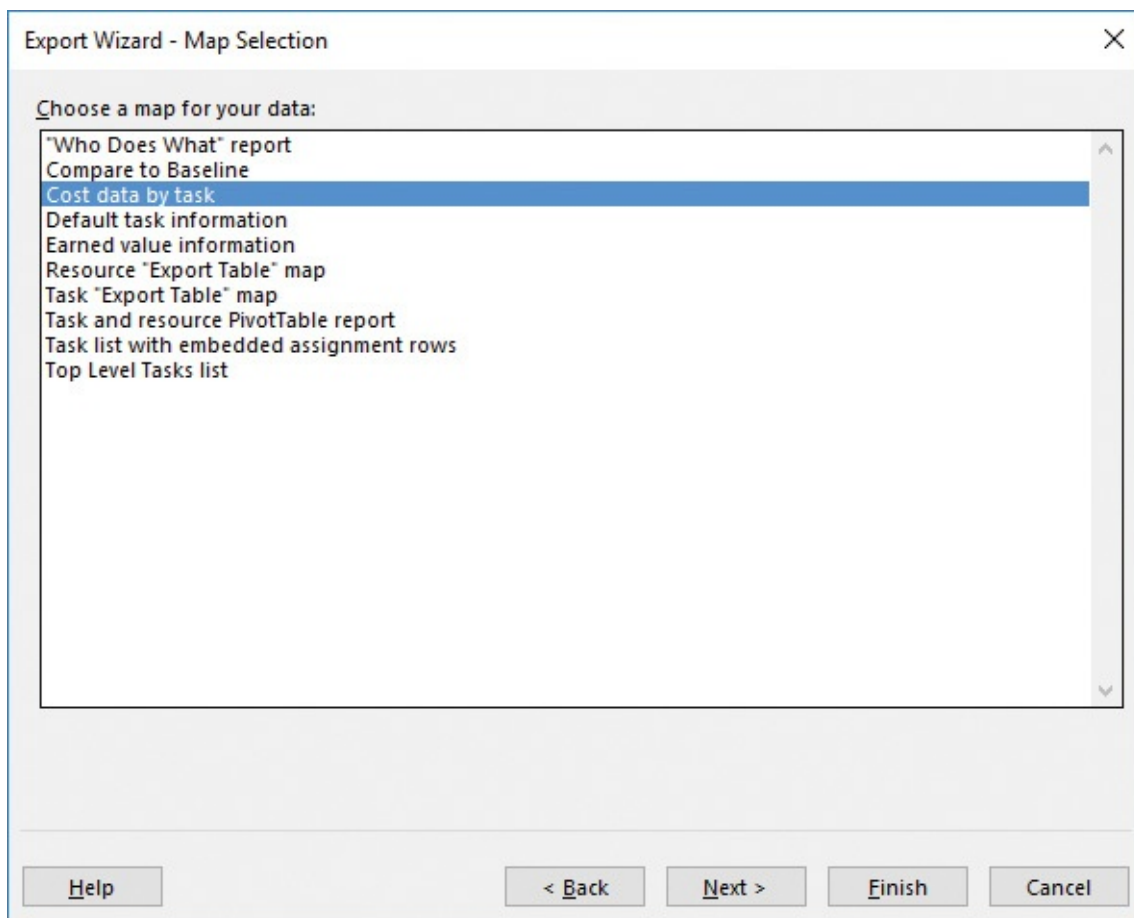 Export Wizard - Map Selection
Choose a map for your data:
"Who Does What" report
Compare to Baseline
Cost data by task
Default task information
Earned value information
Resource "Export Table" map
Task "Export Table" map
Task and resource PivotTable report
Task list with embedded assignment rows
Top Level Tasks list
Help
< Back
Next >
Finish
Cancel